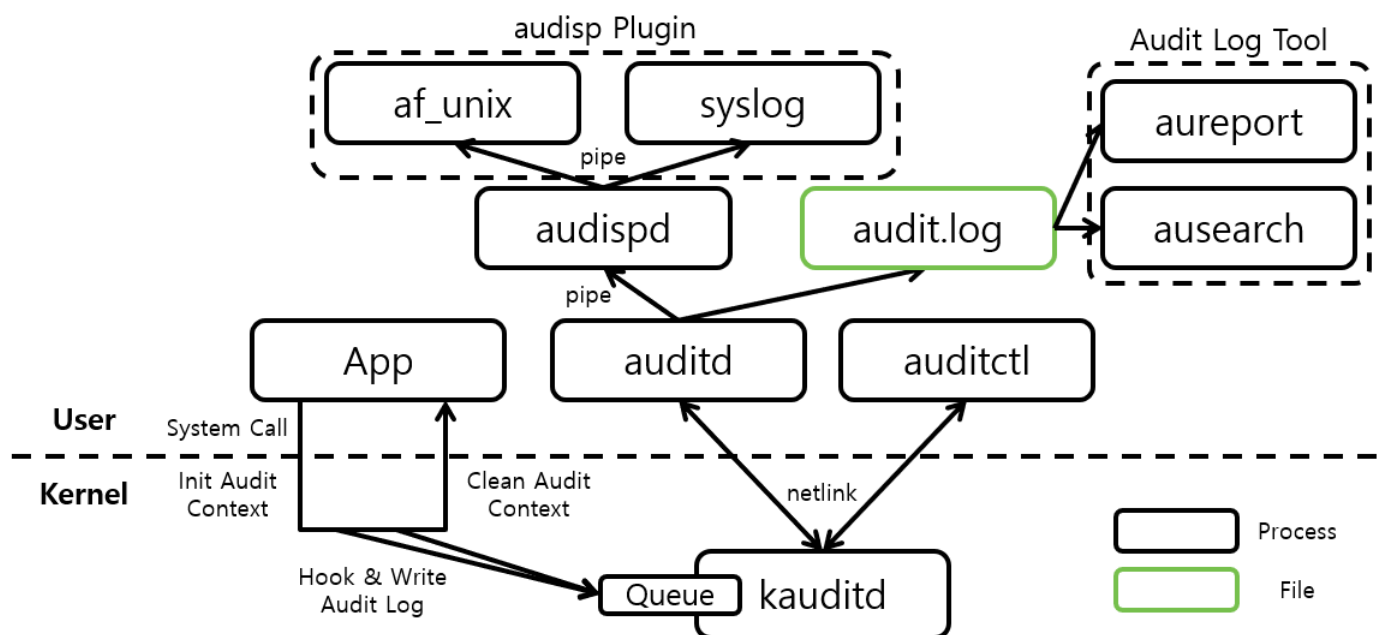 audisp Plugin
Audit Log Tool
af_unix
syslog
aureport
pipe
audispd
audit.log
ausearch
pipe
App
auditd
auditctl
User
System Call
Kernel
Init Audit
Context
Clean Audit
Context
netlink
Process
Hook & Write
Audit Log
Queue
kauditd
File